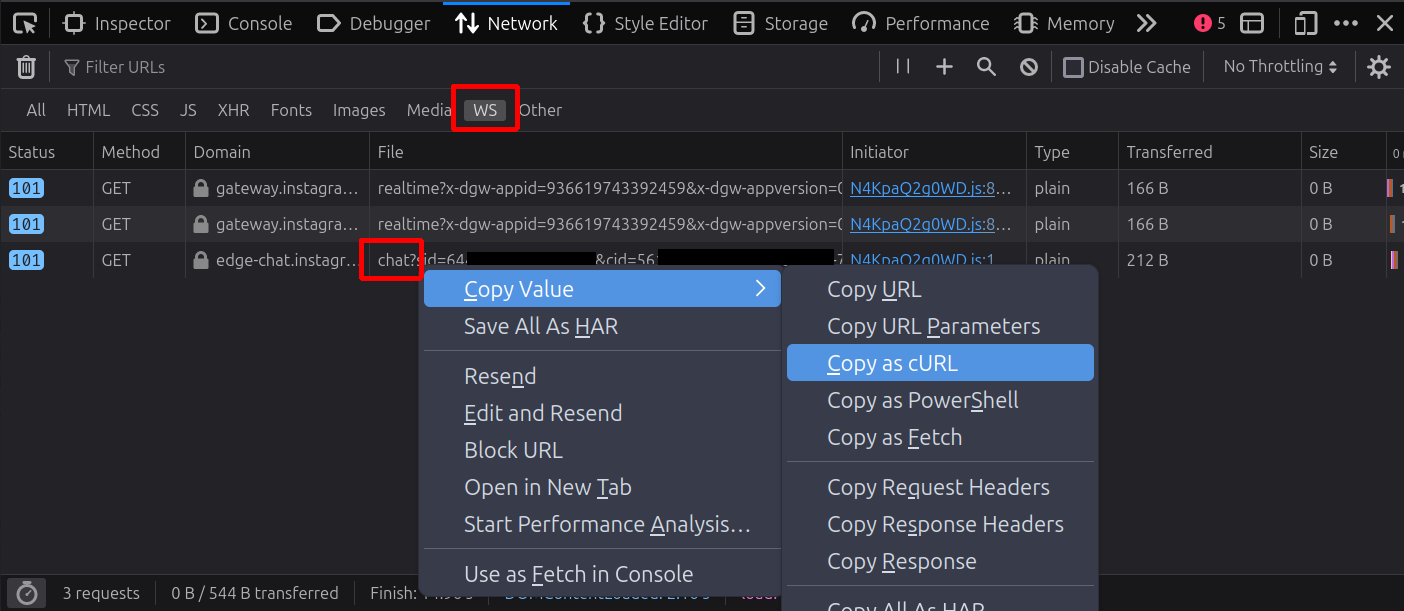 Inspector Console Debugger Network Style Editor Storage Performance Memory 5
Filter URLs Disable Cache No Throttling
All HTML CSS JS XHR Fonts Images Media WS Other
Status Method Domain File Initiator Type Transferred Size 0
101 GET gateway.instagra… realtime?x-dgw-appid=936619743392459&x-dgw-appversion=0 N4KpaQ2g0WD.js:8… plain 166 B 0 B
101 GET gateway.instagra… realtime?x-dgw-appid=936619743392459&x-dgw-appversion=0 N4KpaQ2g0WD.js:8… plain 166 B 0 B
101 GET edge-chat.instagr… chat?sid=64 &cid=561 N4KpaQ2g0WD.js:1 plain 212 B 0 B
Copy Value Copy URL
Save All As HAR Copy URL Parameters
Copy as cURL
Resend
Copy as PowerShell
Edit and Resend
Copy as Fetch
Block URL
Open in New Tab Copy Request Headers
Start Performance Analysis… Copy Response Headers
Copy Response
Use as Fetch in Console
Copy All As HAR
3 requests 0 B / 544 B transferred Finish: